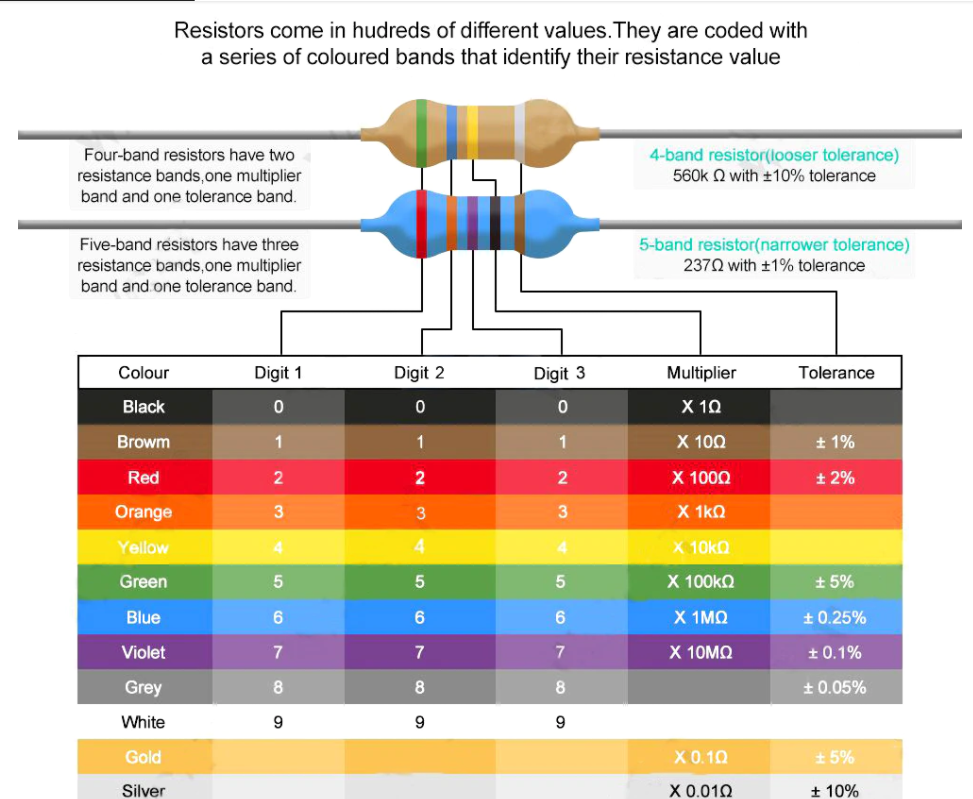 Resistors come in hudreds of different values.They are coded with
a series of coloured bands that identify their resistance value
Four-band resistors have two
resistance bands,one multiplier
band and one tolerance band.
4-band resistor(looser tolerance)
560k Ω with ±10% tolerance
Five-band resistors have three
resistance bands,one multiplier
band and one tolerance band.
5-band resistor(narrower tolerance)
237Ω with ±1% tolerance
Colour Digit 1 Digit 2 Digit 3 Multiplier Tolerance
Black 0 0 0 X 1Ω
Browm 1 1 1 X 10Ω ± 1%
Red 2 2 2 X 100Ω ± 2%
Orange 3 3 3 X 1kΩ
Yellow 4 4 4 X 10kΩ
Green 5 5 5 X 100kΩ ± 5%
Blue 6 6 6 X 1MΩ ± 0.25%
Violet 7 7 7 X 10MΩ ± 0.1%
Grey 8 8 8 ± 0.05%
White 9 9 9
Gold X 0.1Ω ± 5%
Silver X 0.01Ω ± 10%